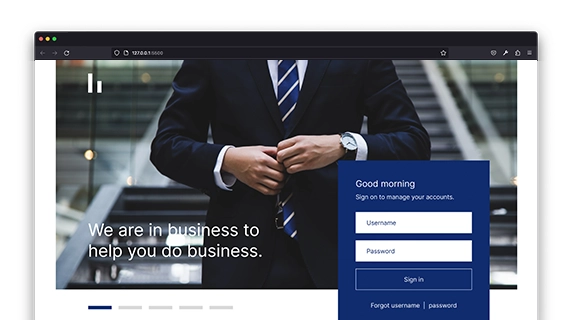 127.0.0.1:5500
We are in business to
help you do business.
Good morning
Sign on to manage your accounts.
Username
Password
Sign in
Forgot username | password